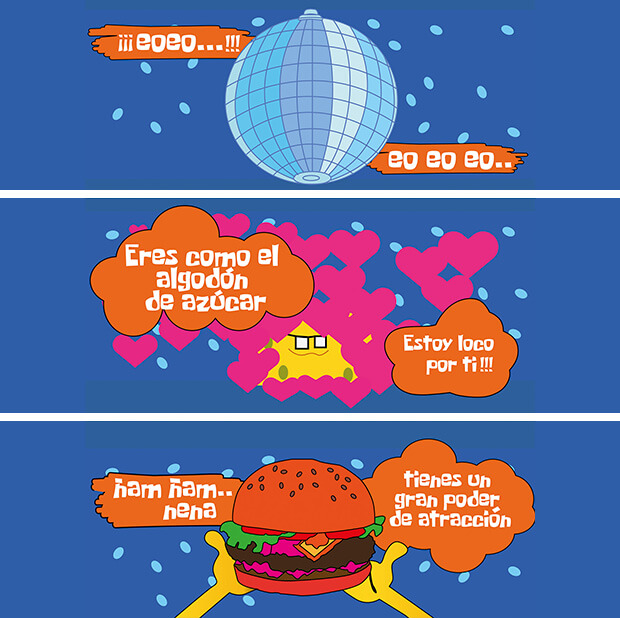 ¡¡¡eoeo...!!!
eo eo eo..
Eres como el
algodón
de azúcar
Estoy loco
por ti!!!
ñam ñam..
nena
tienes un
gran poder
de atracción